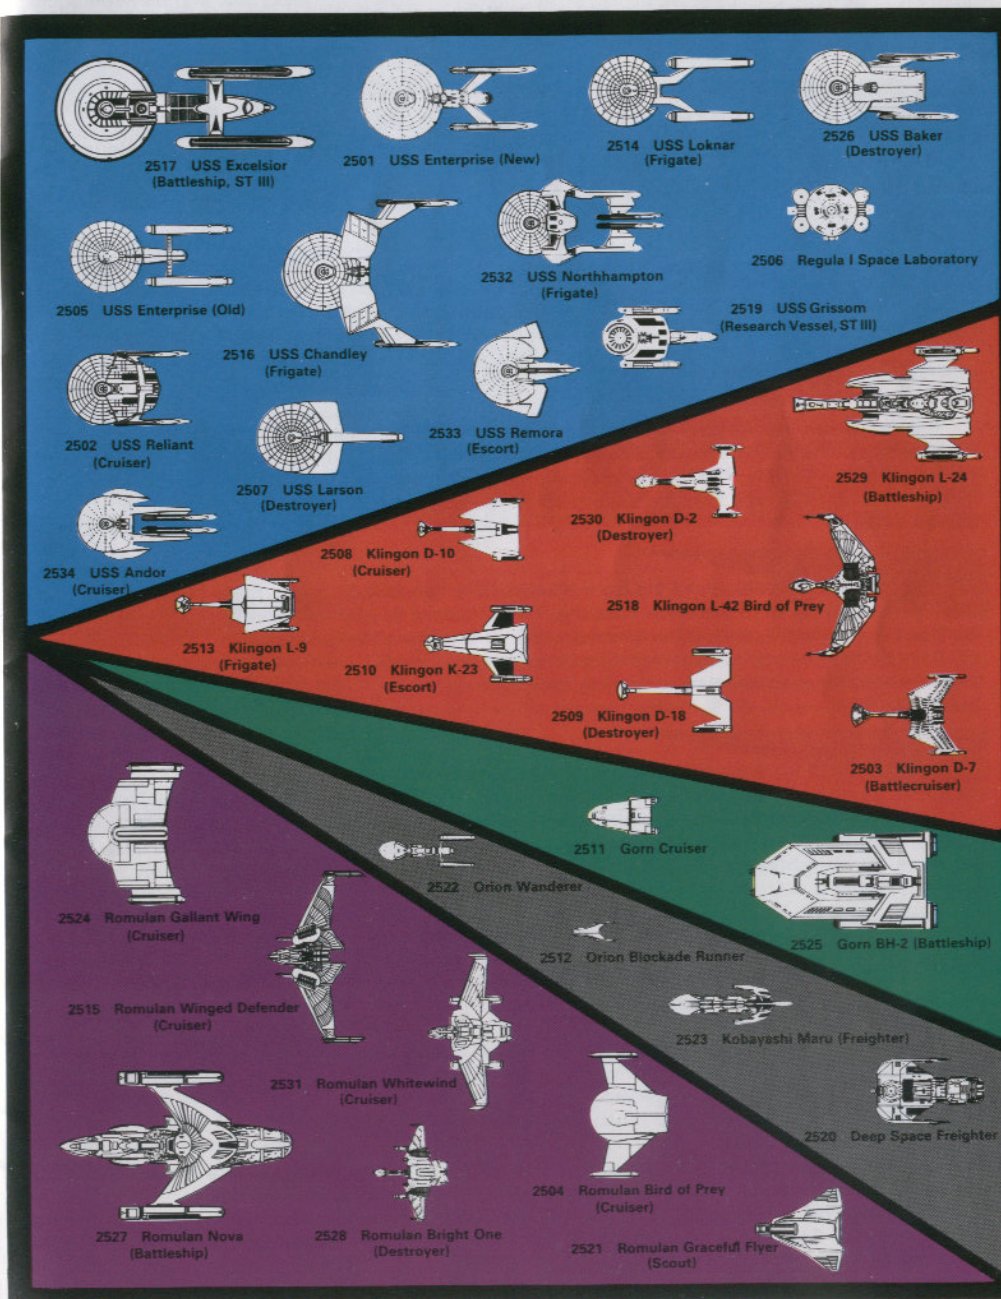 2517 USS Excelsior
(Battleship, ST III)
2501 USS Enterprise (New)
2514 USS Loknar
(Frigate)
2526 USS Baker
(Destroyer)
2505 USS Enterprise (Old)
2516 USS Chandley
(Frigate)
2532 USS Northhampton
(Frigate)
2506 Regula I Space Laboratory
2519 USS Grissom
(Research Vessel, ST III)
2502 USS Reliant
(Cruiser)
2507 USS Larson
(Destroyer)
2533 USS Remora
(Escort)
2534 USS Andor
(Cruiser)
2529 Klingon L-24
(Battleship)
2530 Klingon D-2
(Destroyer)
2508 Klingon D-10
(Cruiser)
2518 Klingon L-42 Bird of Prey
2513 Klingon L-9
(Frigate)
2510 Klingon K-23
(Escort)
2509 Klingon D-18
(Destroyer)
2503 Klingon D-7
(Battlecruiser)
2511 Gorn Cruiser
2525 Gorn BH-2 (Battleship)
2522 Orion Wanderer
2512 Orion Blockade Runner
2523 Kobayashi Maru (Freighter)
2520 Deep Space Freighter
2524 Romulan Gallant Wing
(Cruiser)
2515 Romulan Winged Defender
(Cruiser)
2531 Romulan Whitewind
(Cruiser)
2527 Romulan Nova
(Battleship)
2528 Romulan Bright One
(Destroyer)
2504 Romulan Bird of Prey
(Cruiser)
2521 Romulan Graceful Flyer
(Scout)